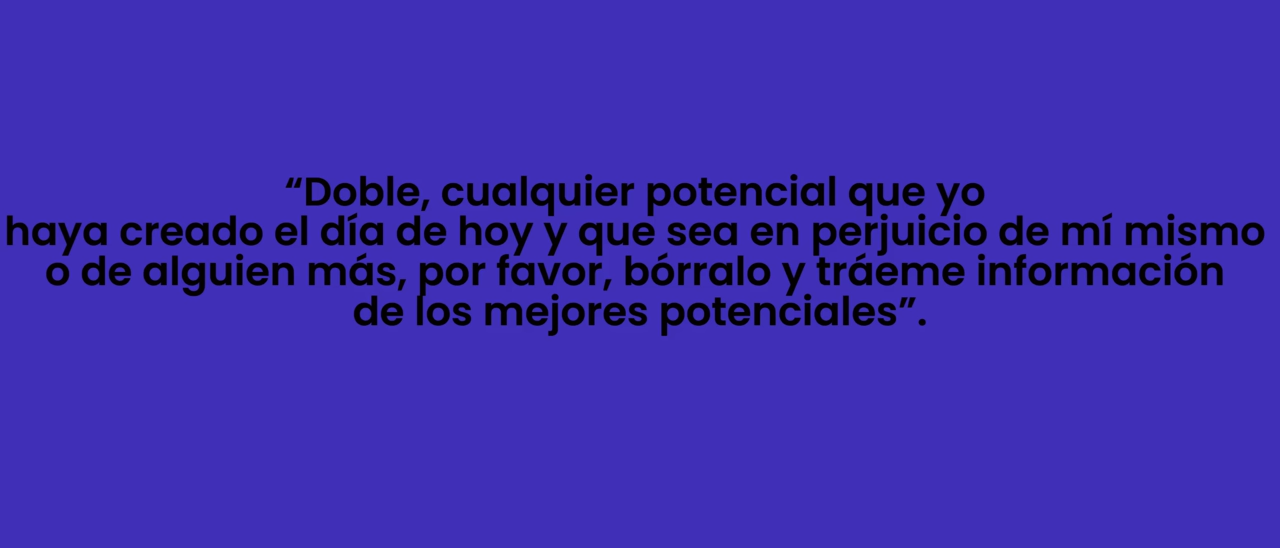 “Doble, cualquier potencial que yo
haya creado el día de hoy y que sea en perjuicio de mí mismo
o de alguien más, por favor, bórralo y tráeme información
de los mejores potenciales”.